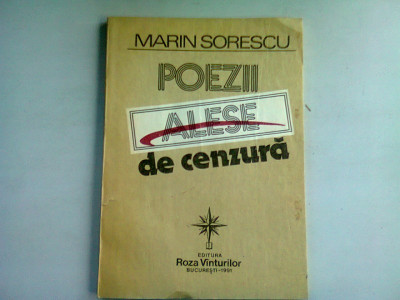 MARIN SORESCU
POEZII
ALESE
de cenzură
EDITURA
Roza Vînturilor
BUCUREŞTI-1991